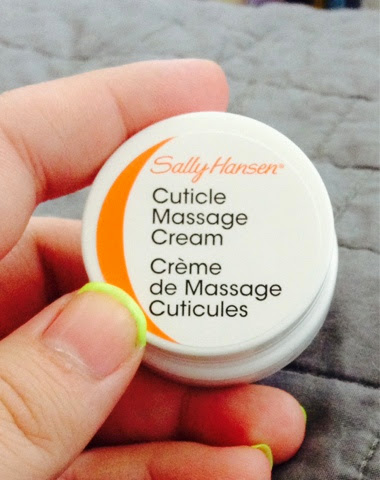 Sally Hansen®
Cuticle
Massage
Cream
Crème
de Massage
Cuticules